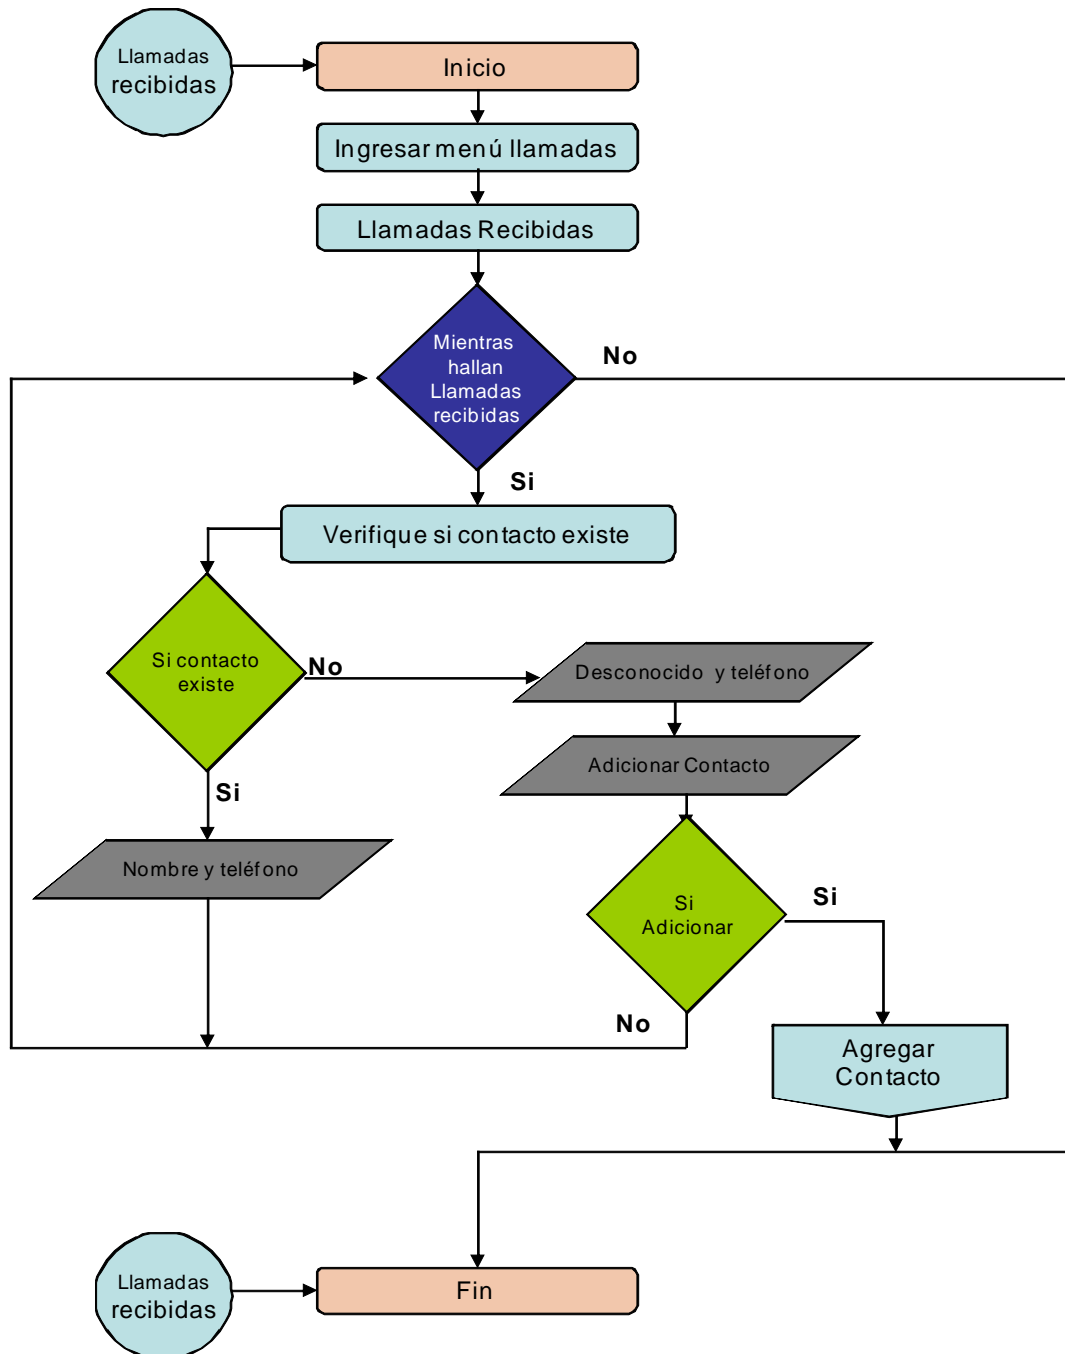 Llamadas
recibidas
Inicio
Ingresar menú llamadas
Llamadas Recibidas
Mientras
hallan
Llamadas
recibidas
No
Si
Verifique si contacto existe
Si contacto
existe
No
Desconocido y teléfono
Adicionar Contacto
Si
Nombre y teléfono
Si
Adicionar
Si
No
Agregar
Contacto
Llamadas
recibidas
Fin